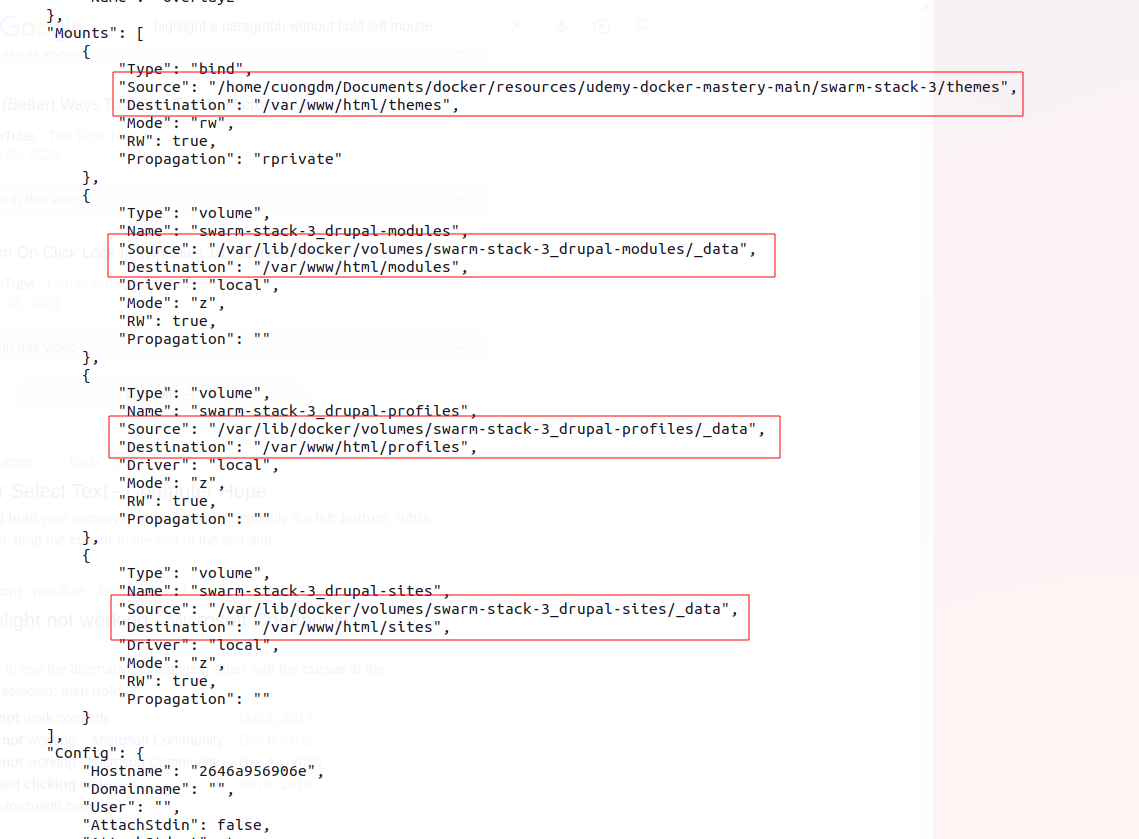 },
"Mounts": [
{
"Type": "bind",
"Source": "/home/cuongdm/Documents/docker/resources/udemy-docker-mastery-main/swarm-stack-3/themes",
"Destination": "/var/www/html/themes",
"Mode": "rw",
"RW": true,
"Propagation": "rprivate"
},
{
"Type": "volume",
"Name": "swarm-stack-3_drupal-modules",
"Source": "/var/lib/docker/volumes/swarm-stack-3_drupal-modules/_data",
"Destination": "/var/www/html/modules",
"Driver": "local",
"Mode": "z",
"RW": true,
"Propagation": ""
},
{
"Type": "volume",
"Name": "swarm-stack-3_drupal-profiles",
"Source": "/var/lib/docker/volumes/swarm-stack-3_drupal-profiles/_data",
"Destination": "/var/www/html/profiles",
"Driver": "local",
"Mode": "z",
"RW": true,
"Propagation": ""
},
{
"Type": "volume",
"Name": "swarm-stack-3_drupal-sites",
"Source": "/var/lib/docker/volumes/swarm-stack-3_drupal-sites/_data",
"Destination": "/var/www/html/sites",
"Driver": "local",
"Mode": "z",
"RW": true,
"Propagation": ""
}
],
"Config": {
"Hostname": "2646a956906e",
"Domainname": "",
"User": "",
"AttachStdin": false,
highlight a paragraph without hold left mouse